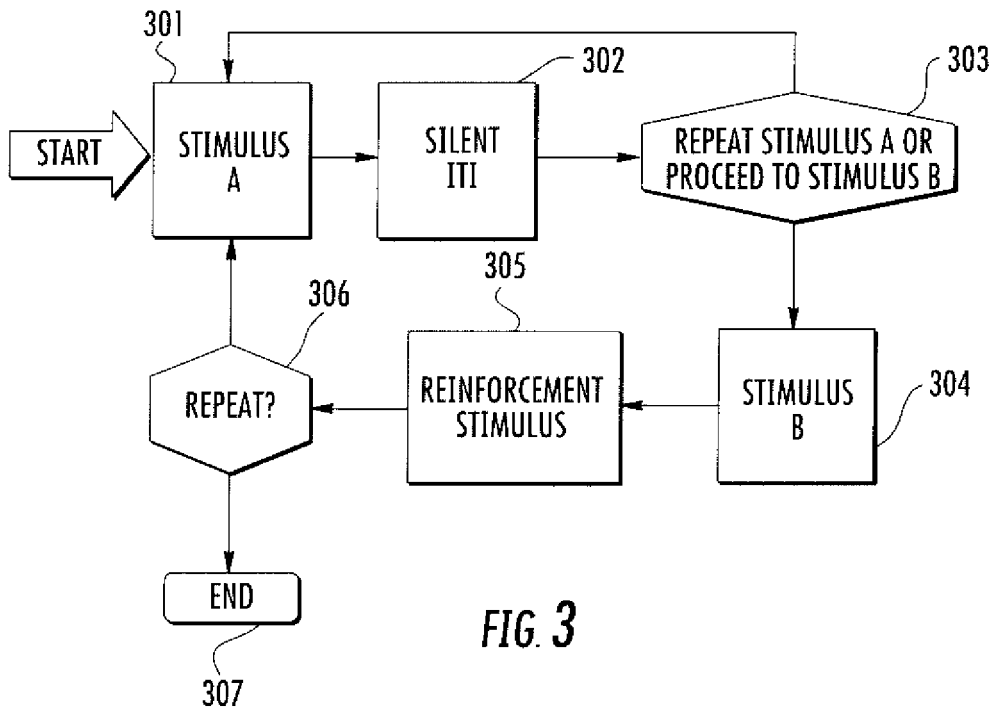 301
302
303
START
STIMULUS
A
SILENT
ITI
REPEAT STIMULUS A OR
PROCEED TO STIMULUS B
306
305
REPEAT?
REINFORCEMENT
STIMULUS
STIMULUS
B
304
END
307
FIG. 3